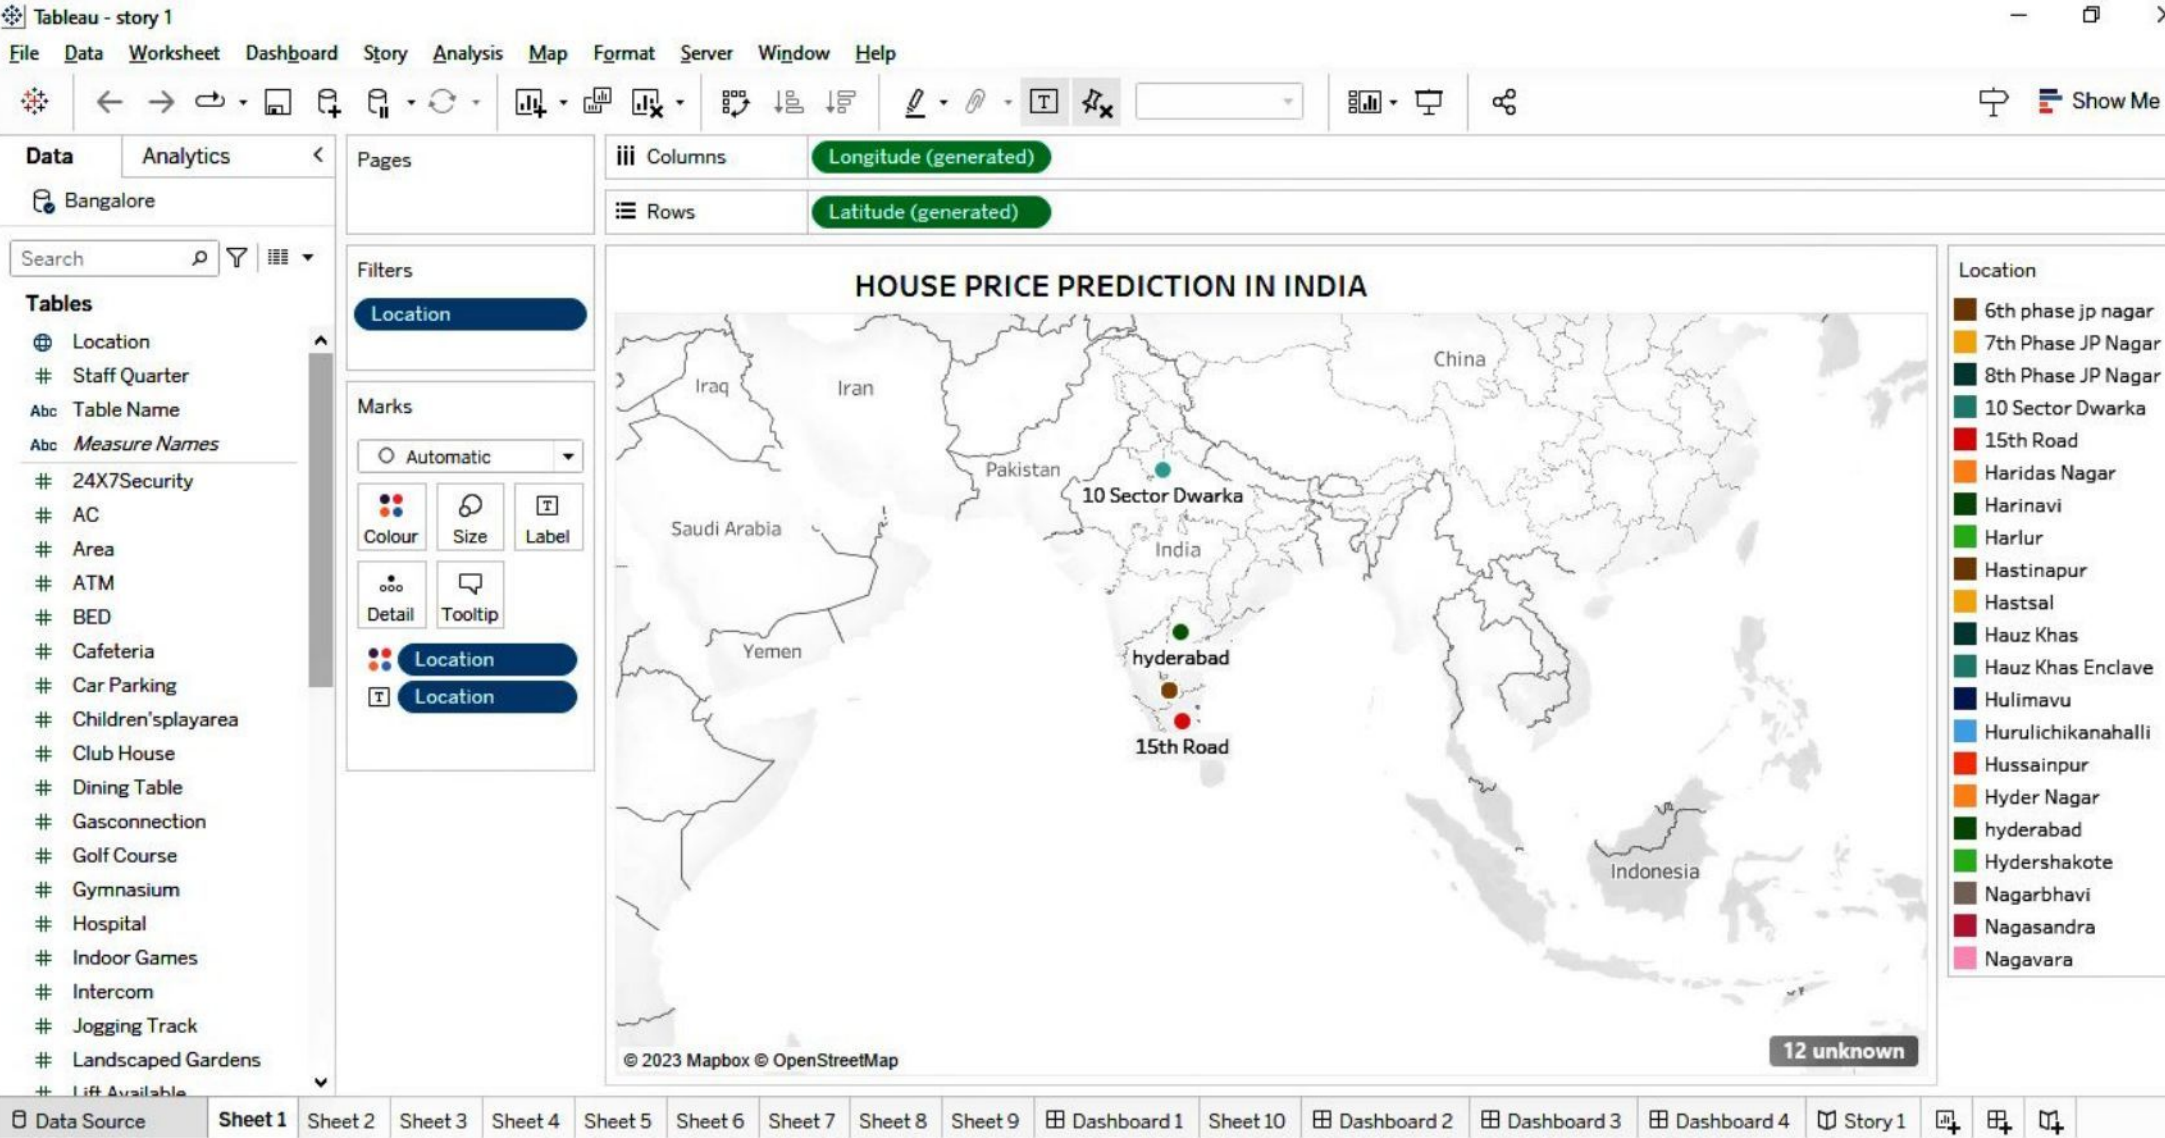 Tableau - story 1
File Data Worksheet Dashboard Story Analysis Map Format Server Window Help
Show Me
Data Analytics
Bangalore
Search
Tables
Location
Staff Quarter
Abc Table Name
Abc Measure Names
24X7Security
AC
Area
ATM
BED
Cafeteria
Car Parking
Children'splayarea
Club House
Dining Table
Gasconnection
Golf Course
Gymnasium
Hospital
Indoor Games
Intercom
Jogging Track
Landscaped Gardens
Lift Available
Pages
Filters
Location
Marks
Automatic
Colour Size Label
Detail Tooltip
Location
Location
Columns Longitude (generated)
Rows Latitude (generated)
HOUSE PRICE PREDICTION IN INDIA
China
Iraq
Iran
Pakistan
10 Sector Dwarka
Saudi Arabia
India
Yemen
hyderabad
15th Road
Indonesia
12 unknown
© 2023 Mapbox © OpenStreetMap
Location
6th phase jp nagar
7th Phase JP Nagar
8th Phase JP Nagar
10 Sector Dwarka
15th Road
Haridas Nagar
Harinavi
Harlur
Hastinapur
Hastsal
Hauz Khas
Hauz Khas Enclave
Hulimavu
Hurulichikanahalli
Hussainpur
Hyder Nagar
hyderabad
Hydershakote
Nagarbhavi
Nagasandra
Nagavara
Data Source Sheet 1 Sheet 2 Sheet 3 Sheet 4 Sheet 5 Sheet 6 Sheet 7 Sheet 8 Sheet 9 Dashboard 1 Sheet 10 Dashboard 2 Dashboard 3 Dashboard 4 Story 1